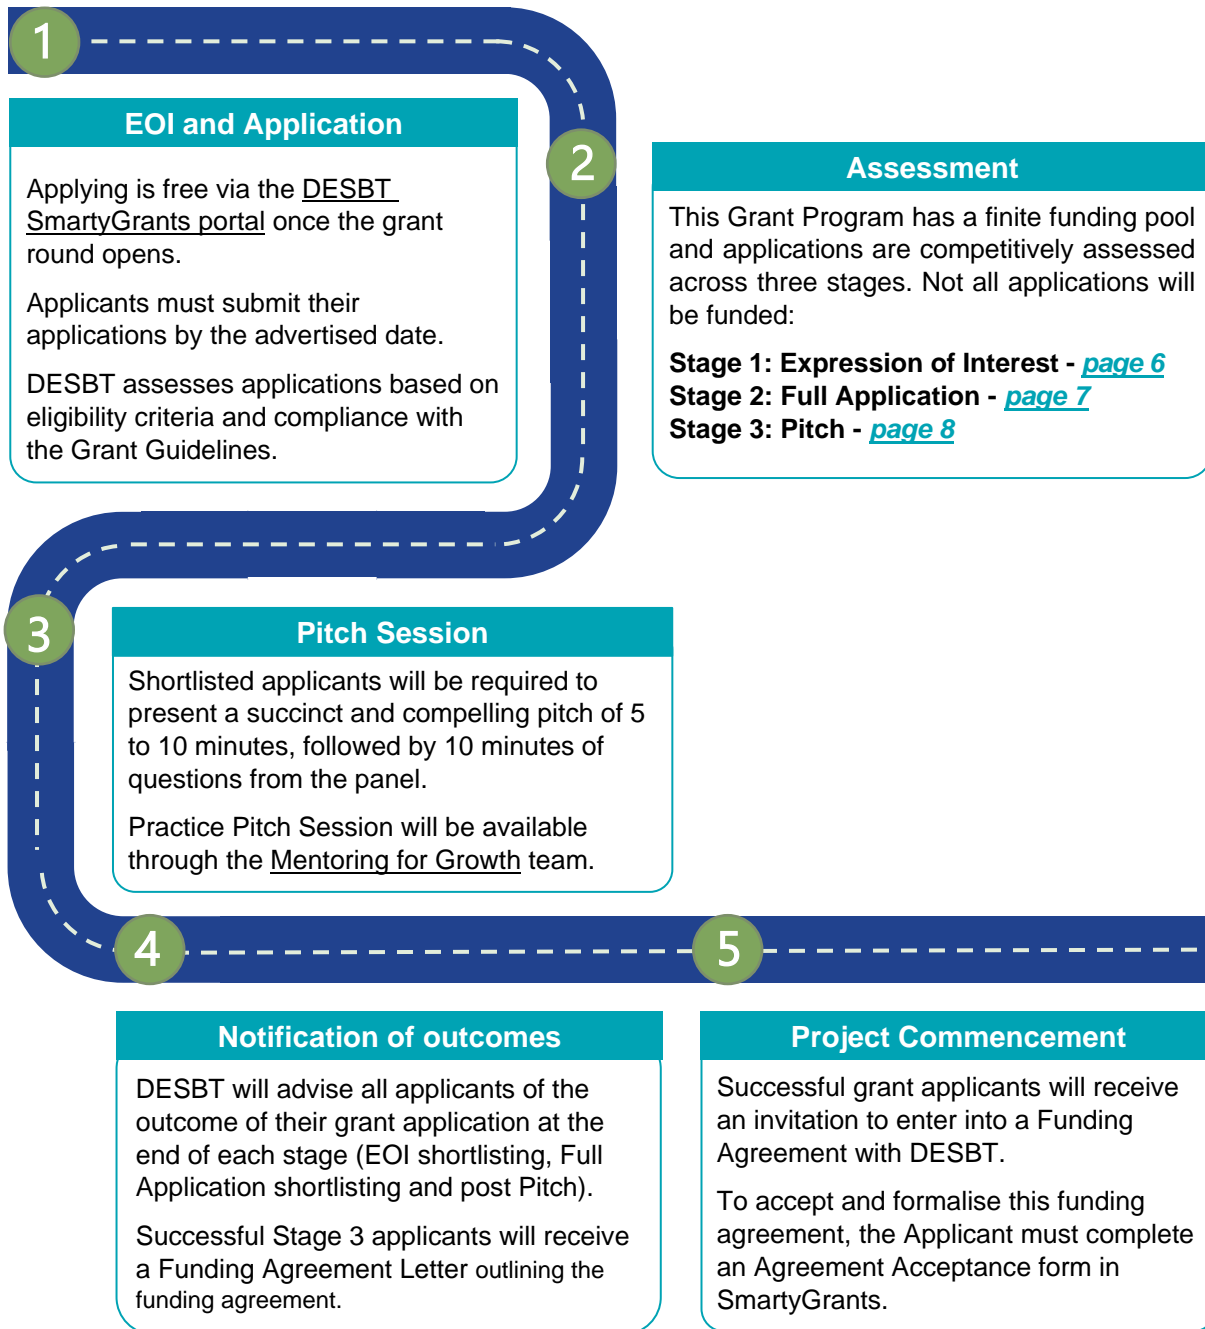 1
EOI and Application
Applying is free via the DESBT
SmartyGrants portal once the grant
round opens.
Applicants must submit their
applications by the advertised date.
DESBT assesses applications based on
eligibility criteria and compliance with
the Grant Guidelines.
2
Assessment
This Grant Program has a finite funding pool
and applications are competitively assessed
across three stages. Not all applications will
be funded:
Stage 1: Expression of Interest - page 6
Stage 2: Full Application - page 7
Stage 3: Pitch - page 8
3
Pitch Session
Shortlisted applicants will be required to
present a succinct and compelling pitch of 5
to 10 minutes, followed by 10 minutes of
questions from the panel.
Practice Pitch Session will be available
through the Mentoring for Growth team.
4
Notification of outcomes
DESBT will advise all applicants of the
outcome of their grant application at the
end of each stage (EOI shortlisting, Full
Application shortlisting and post Pitch).
Successful Stage 3 applicants will receive
a Funding Agreement Letter outlining the
funding agreement.
5
Project Commencement
Successful grant applicants will receive
an invitation to enter into a Funding
Agreement with DESBT.
To accept and formalise this funding
agreement, the Applicant must complete
an Agreement Acceptance form in
SmartyGrants.